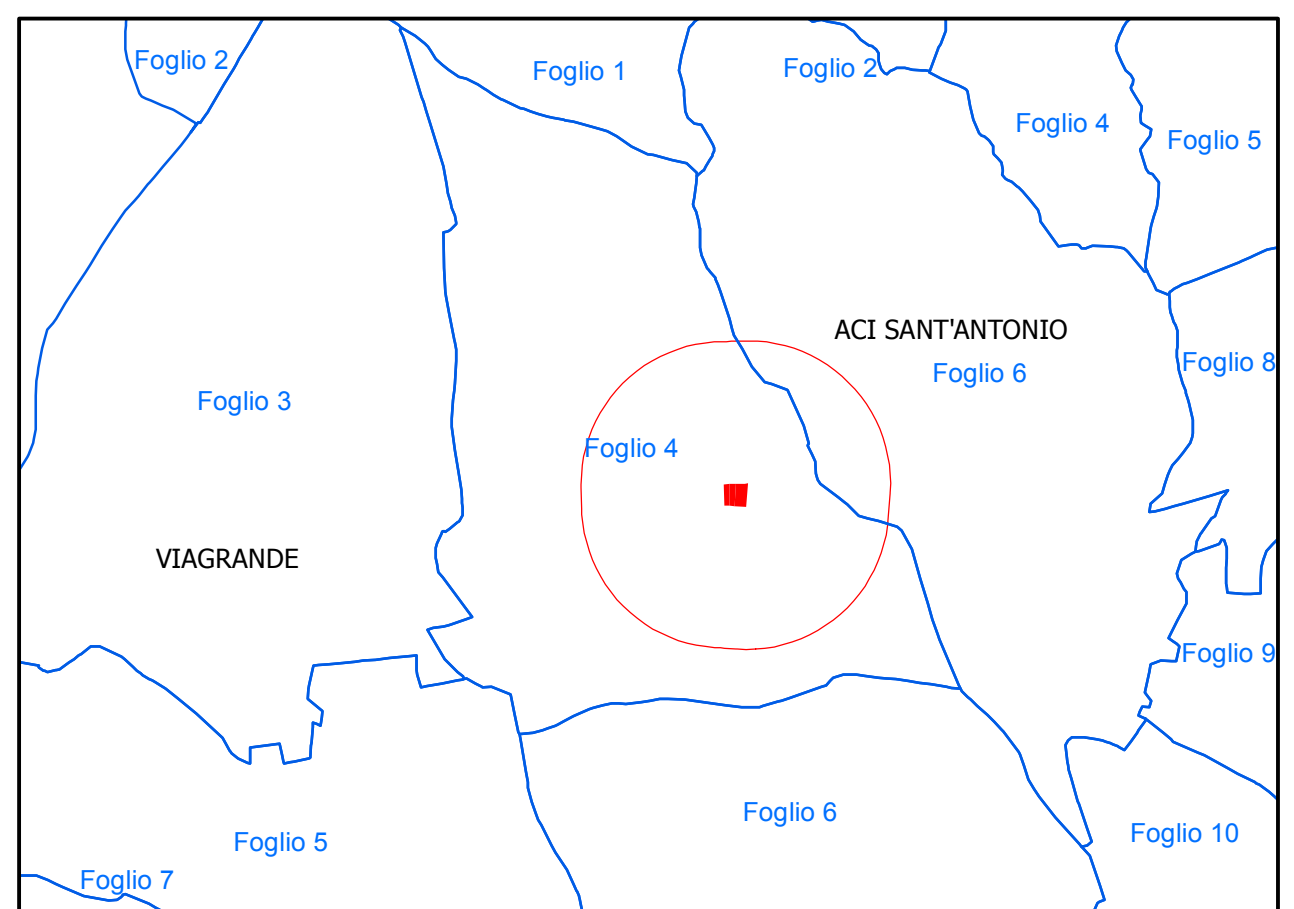 Foglio 2
Foglio 1
Foglio 2
Foglio 4
Foglio 5
ACI SANT'ANTONIO
Foglio 6
Foglio 8
Foglio 3
Foglio 4
VIAGRANDE
Foglio 9
Foglio 6
Foglio 10
Foglio 5
Foglio 7